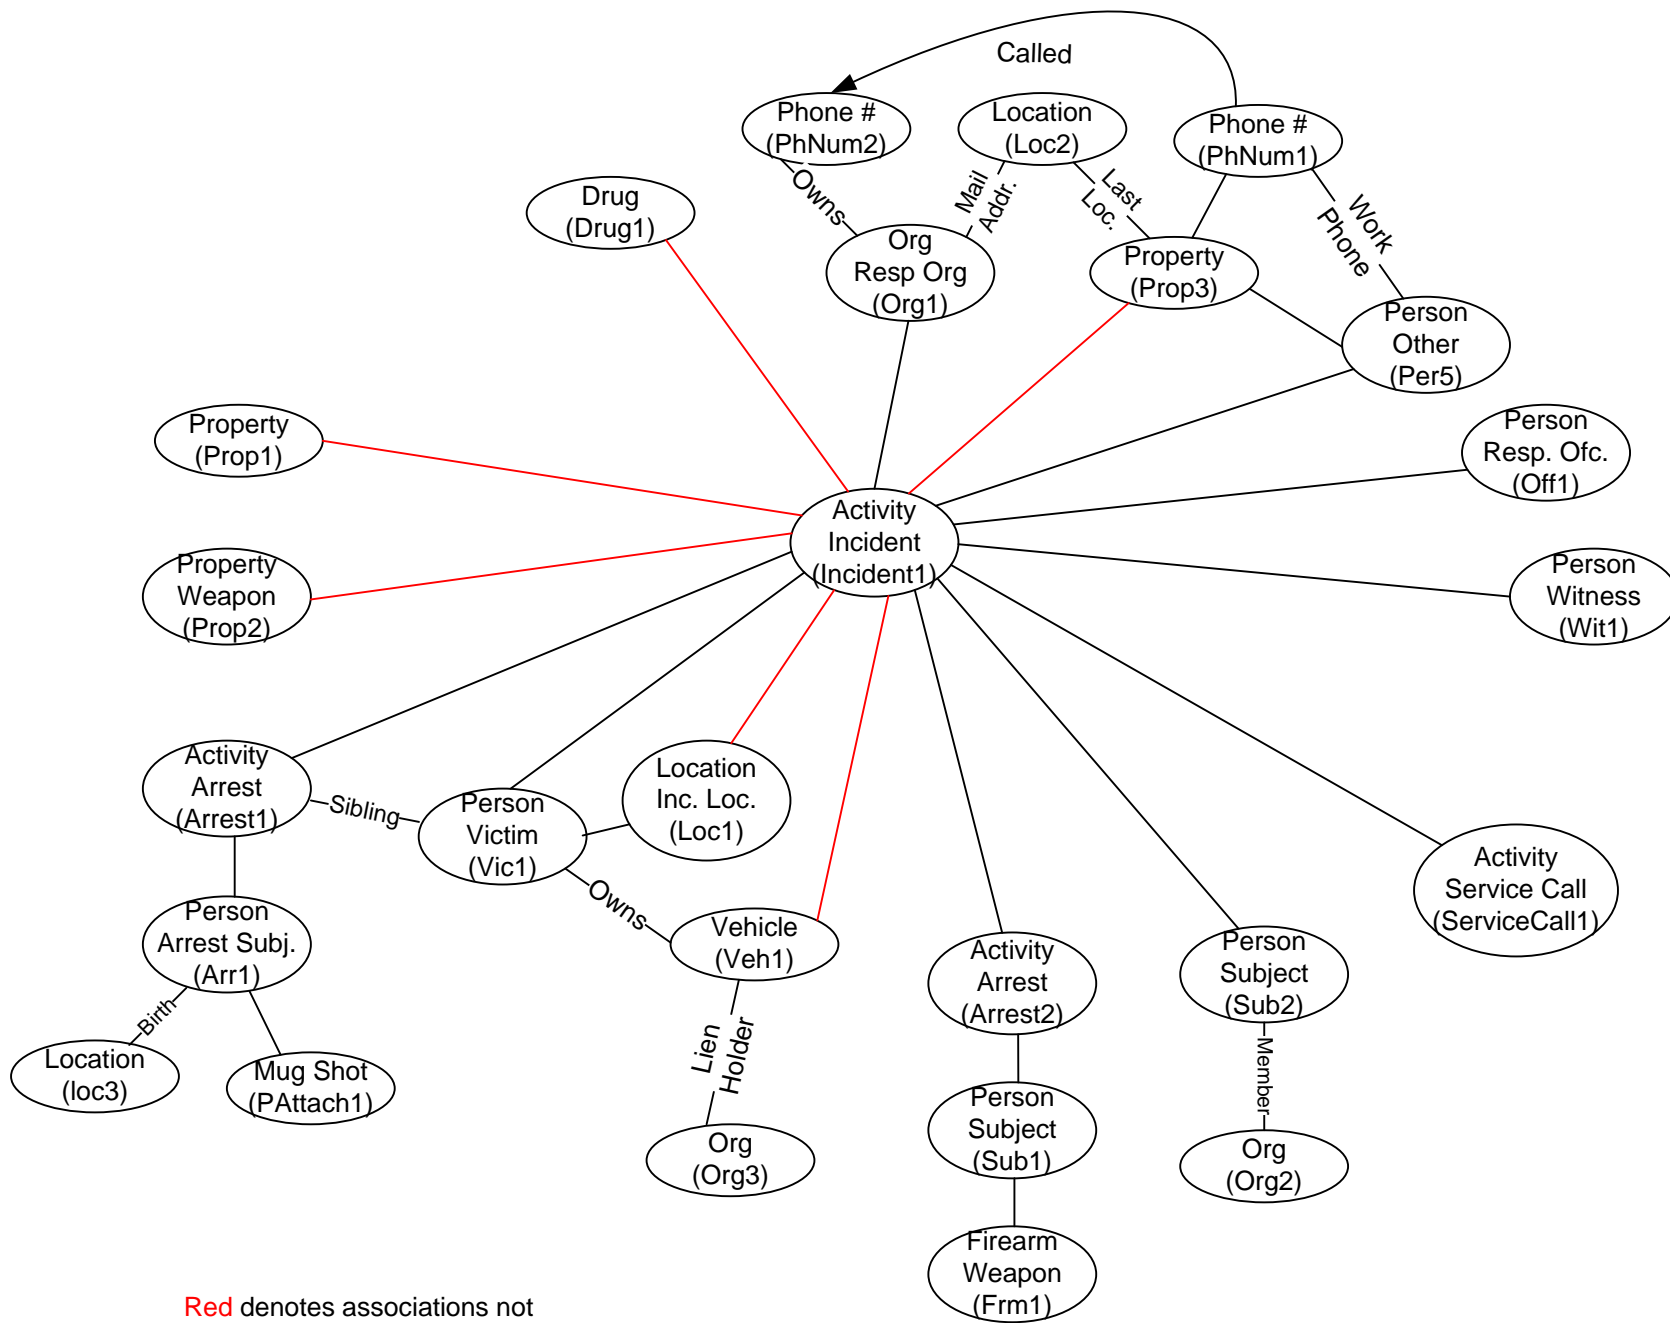 Called
Phone #
(PhNum2)
Location
(Loc2)
Phone #
(PhNum1)
Owns
Mail
Addr.
Last
Loc.
Work
Phone
Drug
(Drug1)
Org
Resp Org
(Org1)
Property
(Prop3)
Person
Other
(Per5)
Property
(Prop1)
Person
Resp. Ofc.
(Off1)
Activity
Incident
(Incident1)
Property
Weapon
(Prop2)
Person
Witness
(Wit1)
Activity
Arrest
(Arrest1)
Sibling
Person
Victim
(Vic1)
Location
Inc. Loc.
(Loc1)
Owns
Vehicle
(Veh1)
Activity
Service Call
(ServiceCall1)
Person
Arrest Subj.
(Arr1)
Activity
Arrest
(Arrest2)
Person
Subject
(Sub2)
Birth
Location
(loc3)
Mug Shot
(PAttach1)
Lien
Holder
Member
Org
(Org3)
Person
Subject
(Sub1)
Org
(Org2)
Firearm
Weapon
(Frm1)
Red denotes associations not